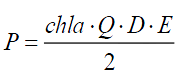 P = chla · Q · D · E / 2